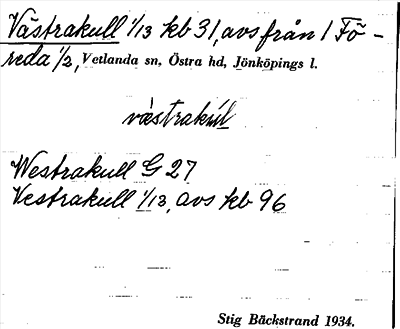 Västrakull 1/13 kb 31, avs från 1 Fö-
reda 1/2, Vetlanda sn, Östra hd, Jönköpings l.
västrakúl
Westrakull G 27
Vestrakull 1/13, avs kb 96
Stig Bäckstrand 1934.